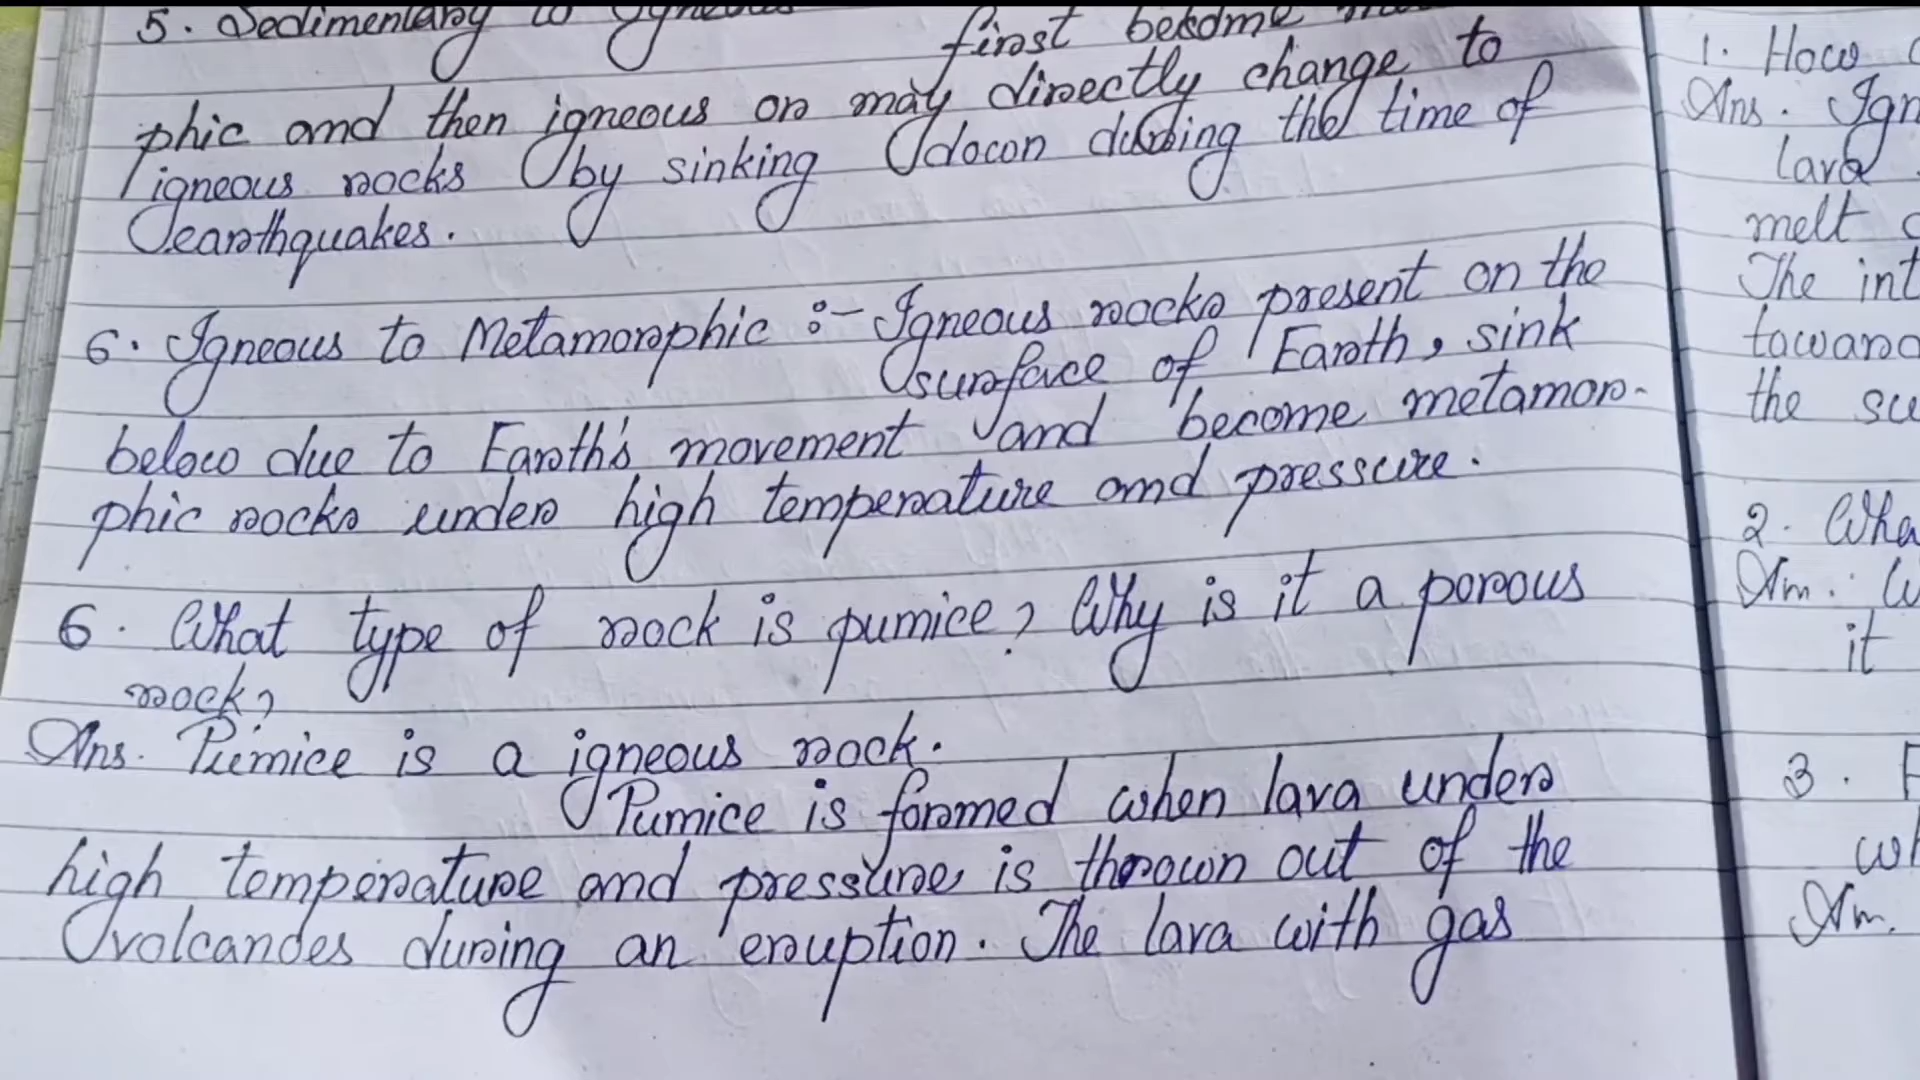 5. Sedimentary to Igneous
first become
phic and then igneous or may directly change to
igneous rocks by sinking down during the time of
earthquakes.
6. Igneous to Metamorphic :- Igneous rocks present on the
surface of Earth, sink
below due to Earth's movement and become metamor-
phic rocks under high temperature and pressure.
6. What type of rock is pumice? Why is it a porous
rock?
Ans. Pumice is a igneous rock.
Pumice is formed when lava under
high temperature and pressure is thrown out of the
volcanoes during an eruption. The lava with gas
1. How
Ans. Ign
lava
melt
The int
toward
the su
2. Wha
Am.
it
3. F
wh
Am.